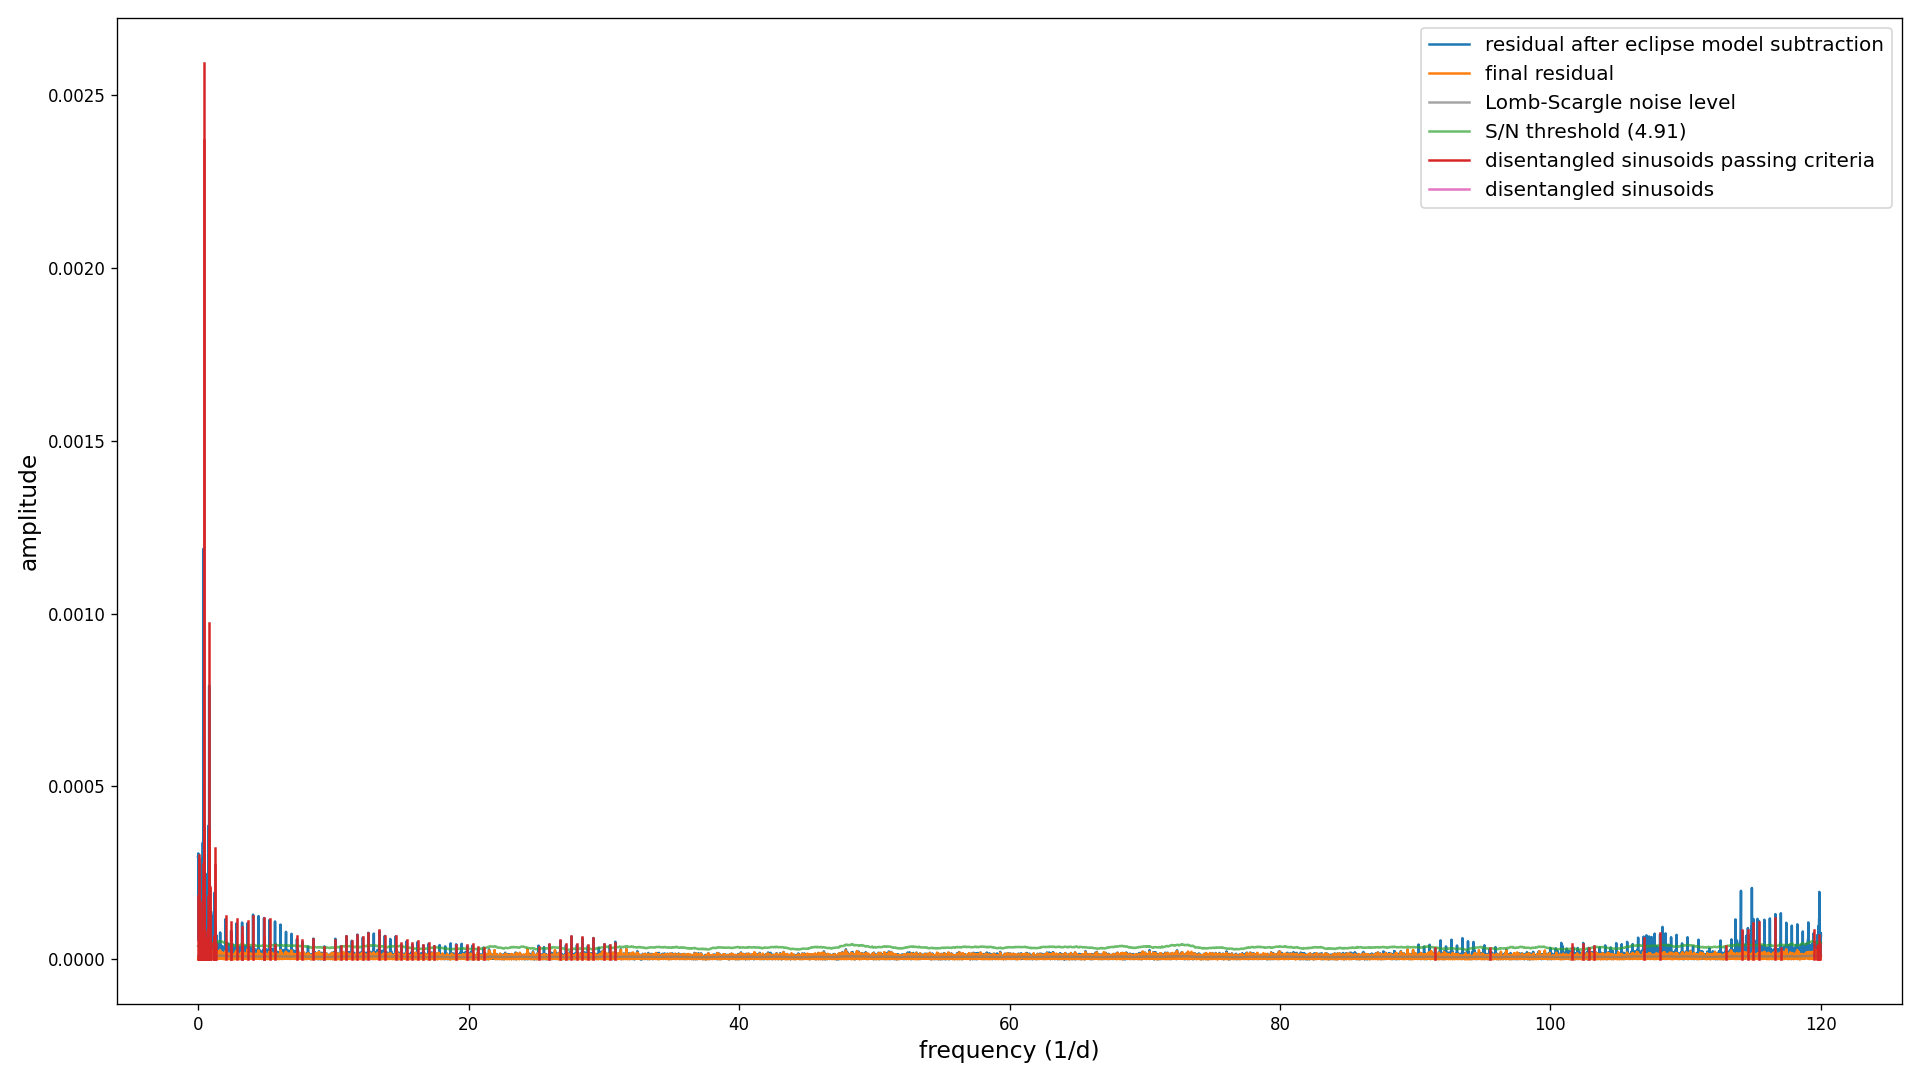 residual after eclipse model subtraction
final residual
Lomb-Scargle noise level
S/N threshold (4.91)
disentangled sinusoids passing criteria
disentangled sinusoids
0.0025
0.0020
0.0015
0.0010
0.0005
0.0000
amplitude
0 20 40 60 80 100 120
frequency (1/d)